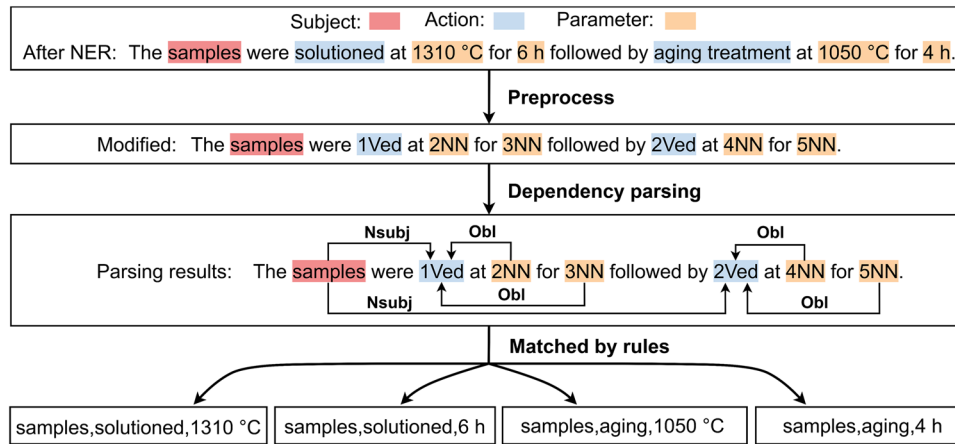 Subject: Action: Parameter:
After NER: The samples were solutioned at 1310 °C for 6 h followed by aging treatment at 1050 °C for 4 h.
Preprocess
Modified: The samples were 1Ved at 2NN for 3NN followed by 2Ved at 4NN for 5NN.
Dependency parsing
Nsubj Obl Obl
Parsing results: The samples were 1Ved at 2NN for 3NN followed by 2Ved at 4NN for 5NN.
Nsubj Obl Obl
Matched by rules
samples,solutioned,1310 °C samples,solutioned,6 h samples,aging,1050 °C samples,aging,4 h